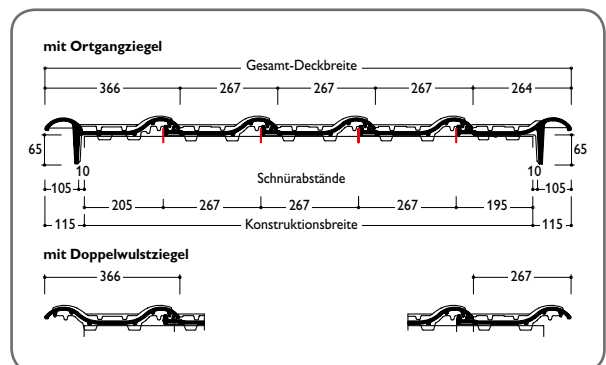 mit Ortgangziegel
Gesamt-Deckbreite
366 267 267 267 264
65 65
10 10
105 Schnürabstände 105
205 267 267 267 195
115 Konstruktionsbreite 115
mit Doppelwulstziegel
366 267